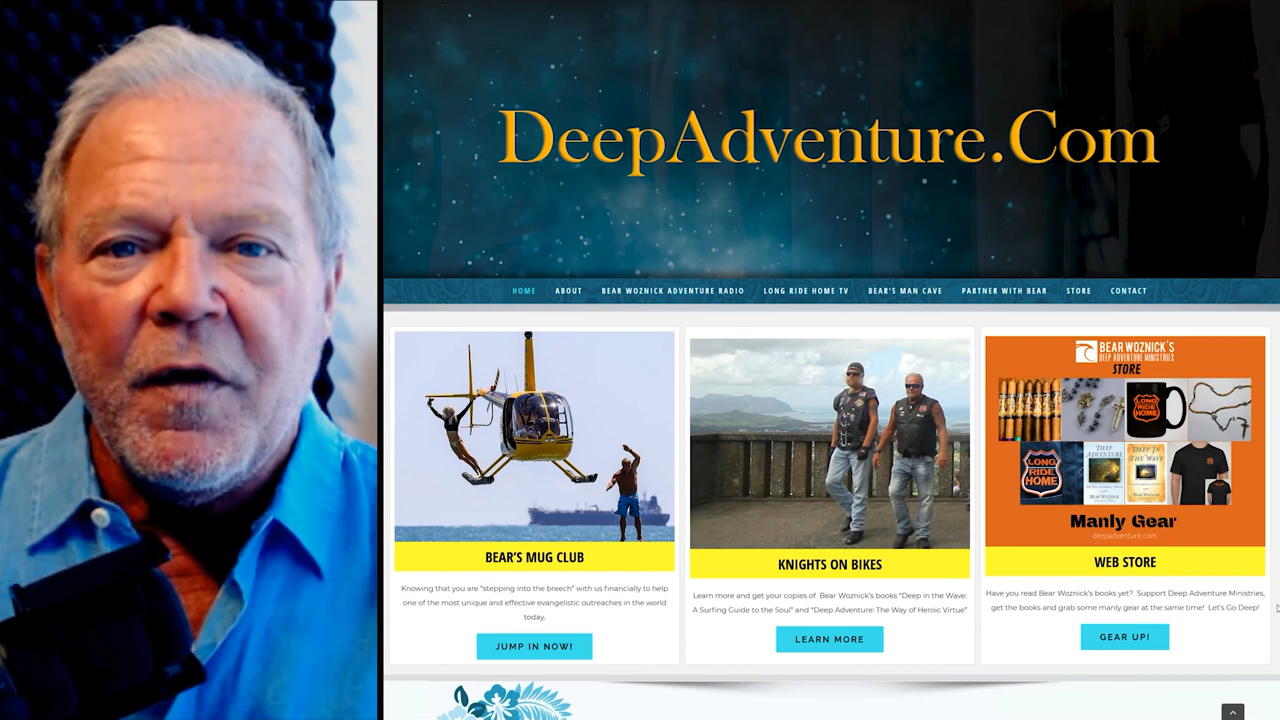 DeepAdventure.Com
HOME ABOUT BEAR WOZNICK ADVENTURE RADIO LONG RIDE HOME TV BEAR'S MAN CAVE PARTNER WITH BEAR STORE CONTACT
BEAR'S MUG CLUB
Knowing that you are "stepping into the breech" with us financially to help
one of the most unique and effective evangelistic outreaches in the world
today.
JUMP IN NOW!
KNIGHTS ON BIKES
Learn more and get your copies of Bear Woznick's books "Deep in the Wave:
A Surfing Guide to the Soul" and "Deep Adventure: The Way of Heroic Virtue"
LEARN MORE
BEAR WOZNICK'S
DEEP ADVENTURE MINISTRIES
STORE
LONG
RIDE
HOME
LONG
RIDE
HOME
DEEP
ADVENTURE
DEEP IN
THE WAVE
Manly Gear
deepadventure.com
WEB STORE
Have you read Bear Woznick's books yet? Support Deep Adventure Ministries,
get the books and grab some manly gear at the same time! Let's Go Deep!
GEAR UP!